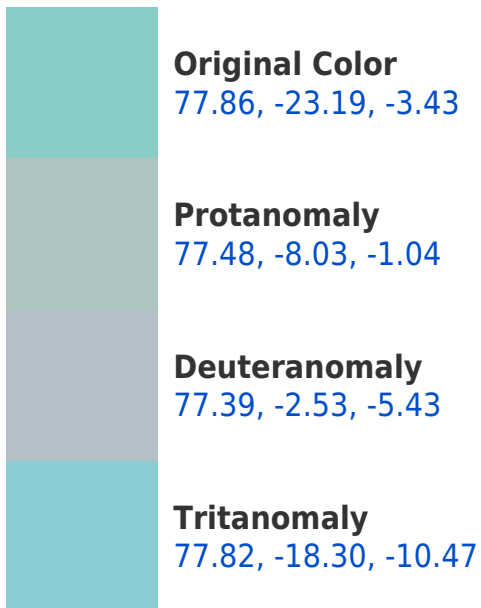 Original Color
77.86, -23.19, -3.43
Protanomaly
77.48, -8.03, -1.04
Deuteranomaly
77.39, -2.53, -5.43
Tritanomaly
77.82, -18.30, -10.47